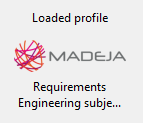 Loaded profile
MADEJA
Requirements
Engineering subje...